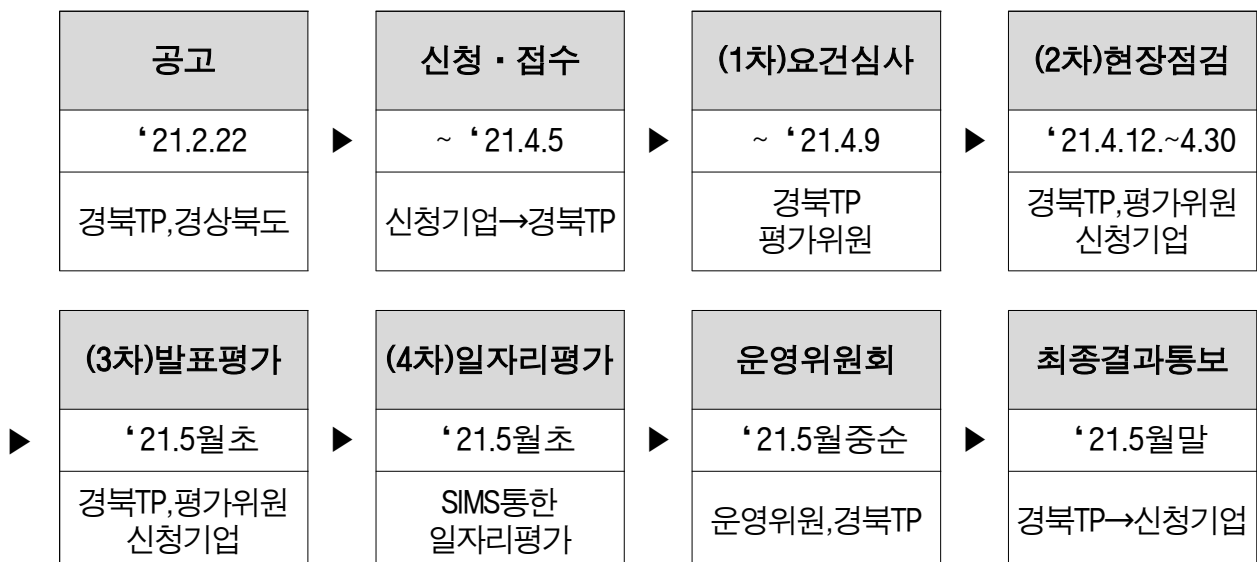 공고
신청·접수
(1차)요건심사
(2차)현장점검
‘21.2.22
▶
~ ‘21.4.5
▶
~ ‘21.4.9
▶
‘21.4.12.~4.30
경북TP,경상북도
신청기업→경북TP
경북TP
평가위원
경북TP,평가위원
신청기업
(3차)발표평가
(4차)일자리평가
운영위원회
최종결과통보
▶
‘21.5월초
▶
‘21.5월초
▶
‘21.5월중순
▶
‘21.5월말
경북TP,평가위원
신청기업
SIMS통한
일자리평가
운영위원,경북TP
경북TP→신청기업